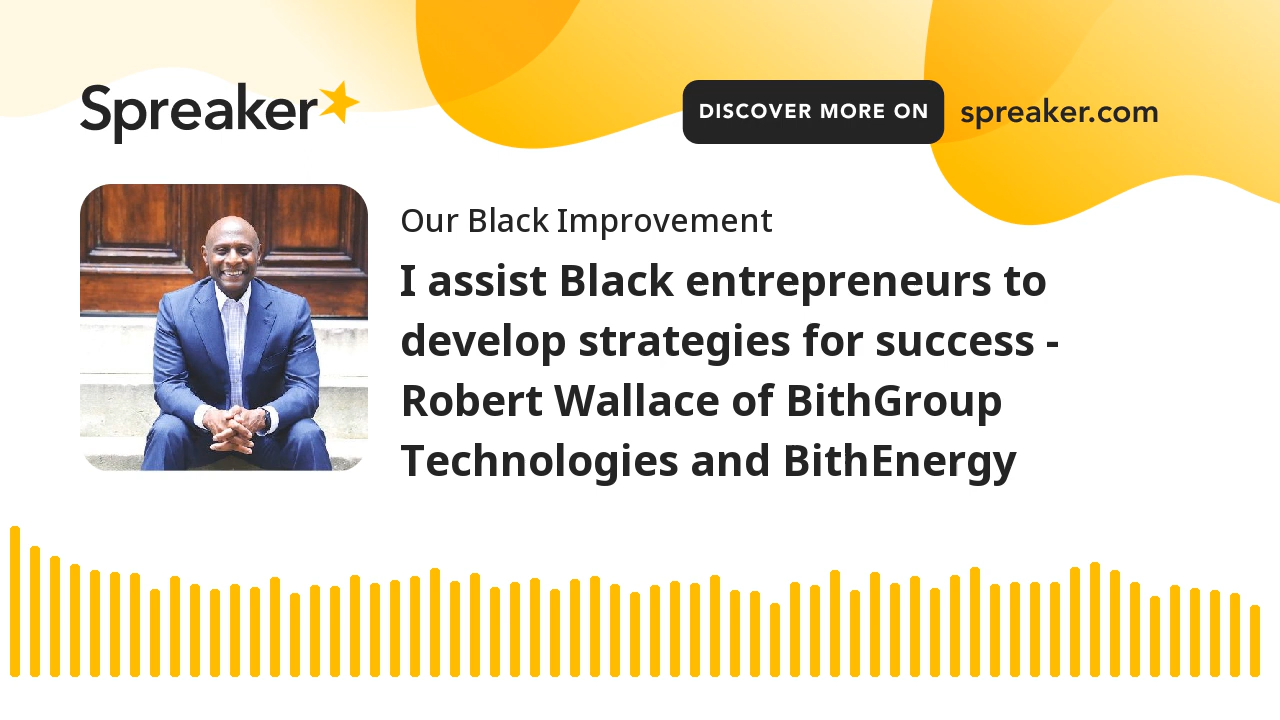 Spreaker
DISCOVER MORE ON
spreaker.com
Our Black Improvement
I assist Black entrepreneurs to
develop strategies for success -
Robert Wallace of BithGroup
Technologies and BithEnergy